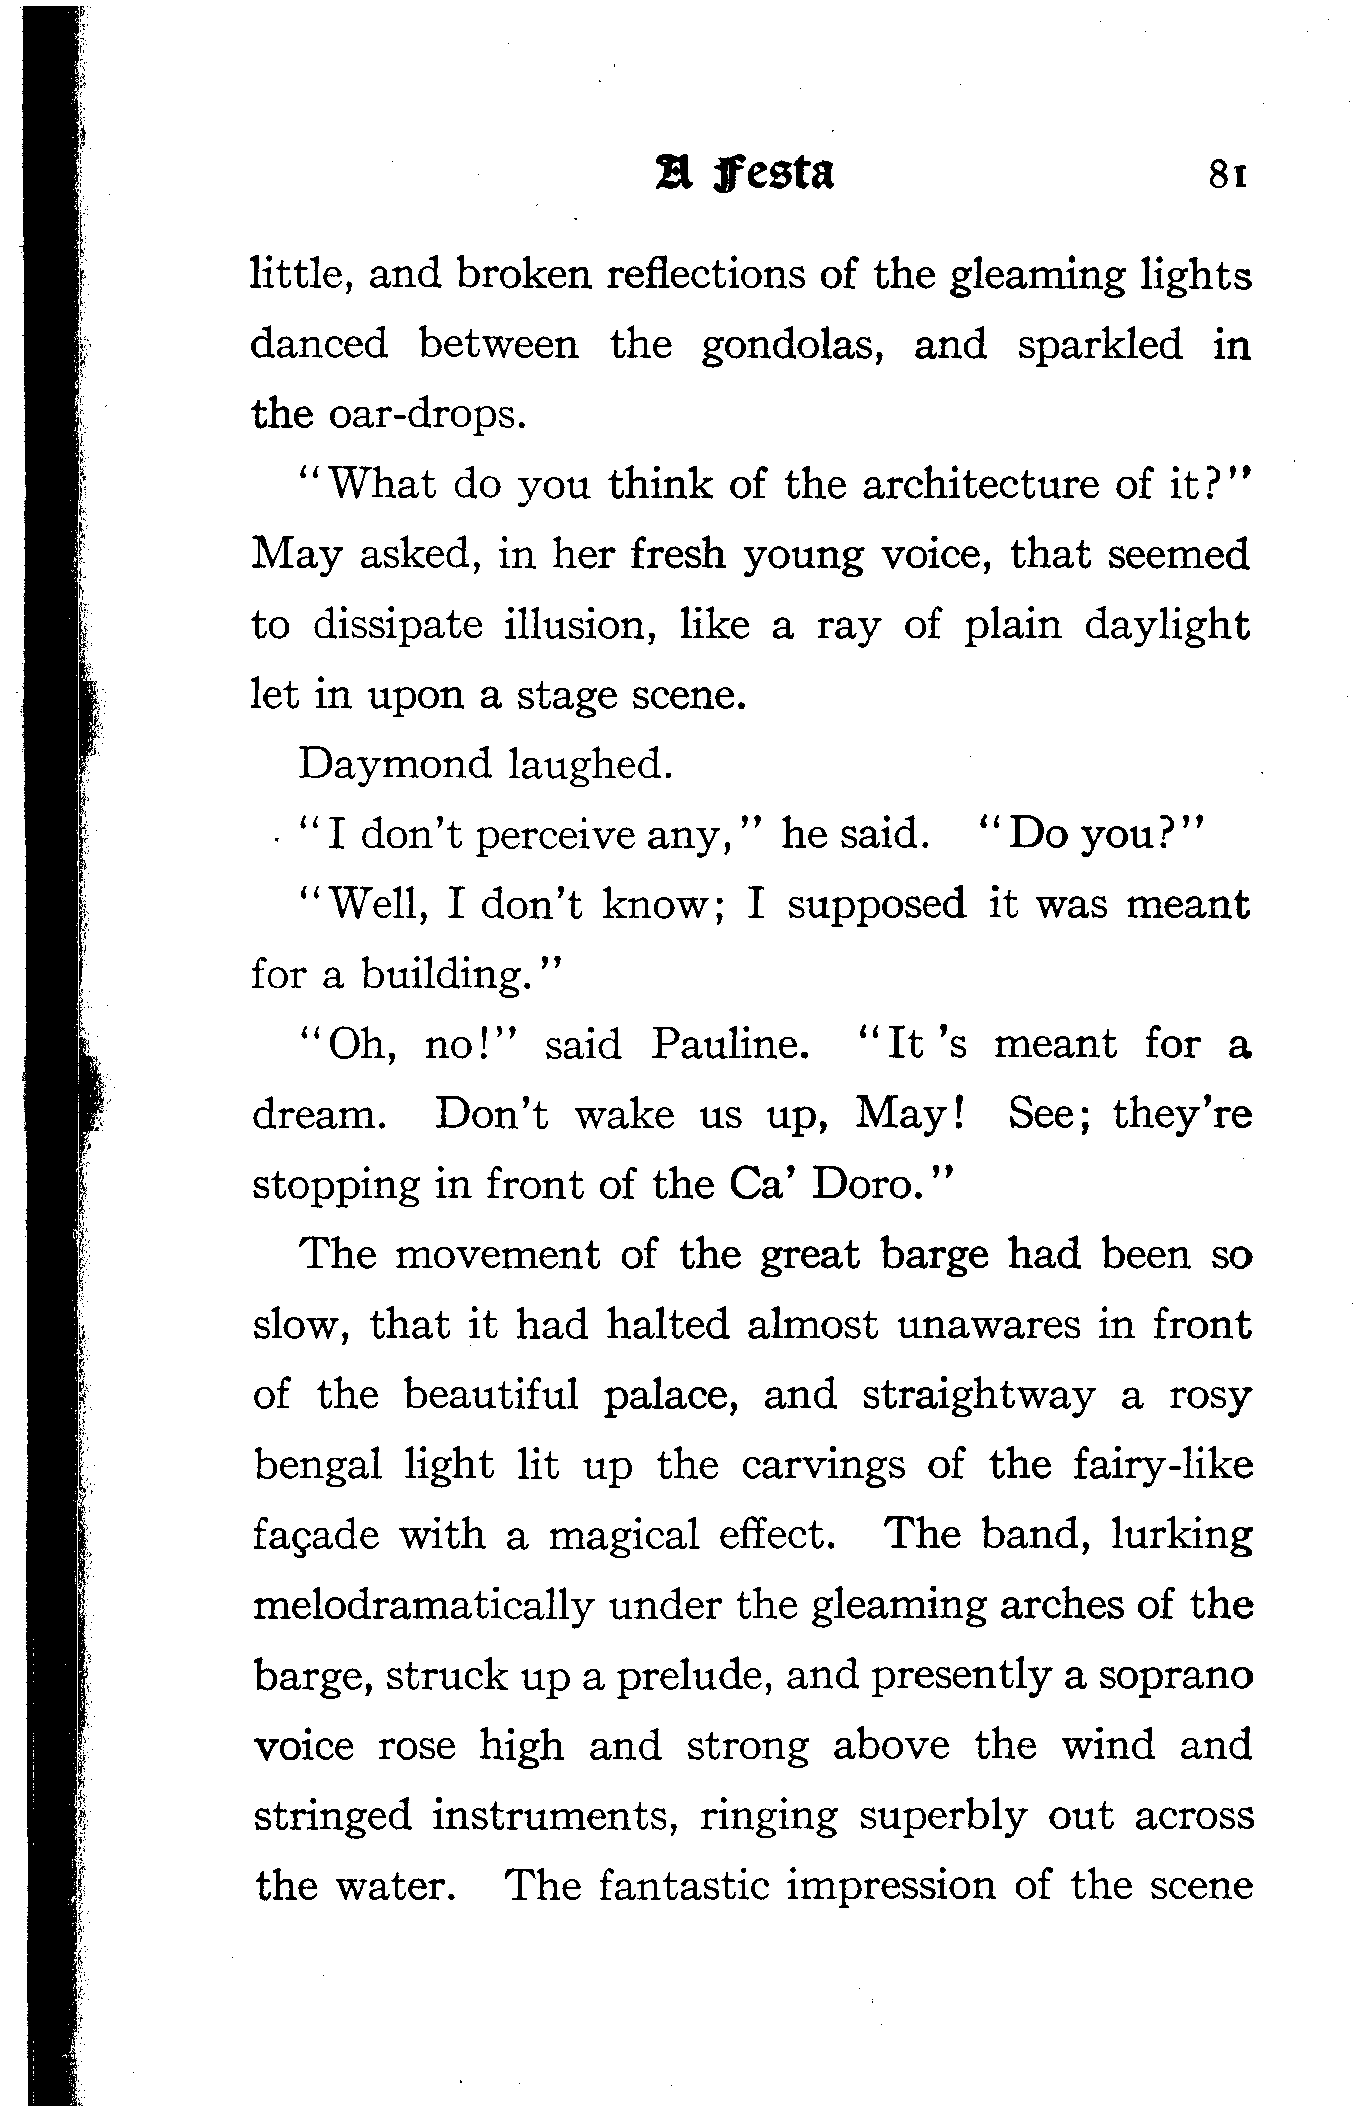 A Festa 81
little, and broken reflections of the gleaming lights
danced between the gondolas, and sparkled in
the oar-drops.
"What do you think of the architecture of it?"
May asked, in her fresh young voice, that seemed
to dissipate illusion, like a ray of plain daylight
let in upon a stage scene.
Daymond laughed.
"I don't perceive any," he said. "Do you?"
"Well, I don't know; I supposed it was meant
for a building."
"Oh, no!" said Pauline. "It 's meant for a
dream. Don't wake us up, May! See; they're
stopping in front of the Ca' Doro."
The movement of the great barge had been so
slow, that it had halted almost unawares in front
of the beautiful palace, and straightway a rosy
bengal light lit up the carvings of the fairy-like
façade with a magical effect. The band, lurking
melodramatically under the gleaming arches of the
barge, struck up a prelude, and presently a soprano
voice rose high and strong above the wind and
stringed instruments, ringing superbly out across
the water. The fantastic impression of the scene